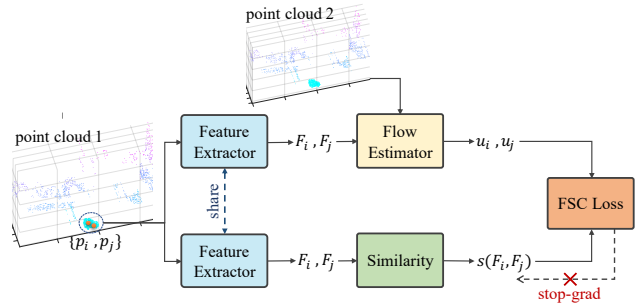 point cloud 2
point cloud 1
{p_i , p_j}
Feature
Extractor
F_i , F_j
Flow
Estimator
u_i , u_j
share
FSC Loss
Feature
Extractor
F_i , F_j
Similarity
s(F_i, F_j)
stop-grad